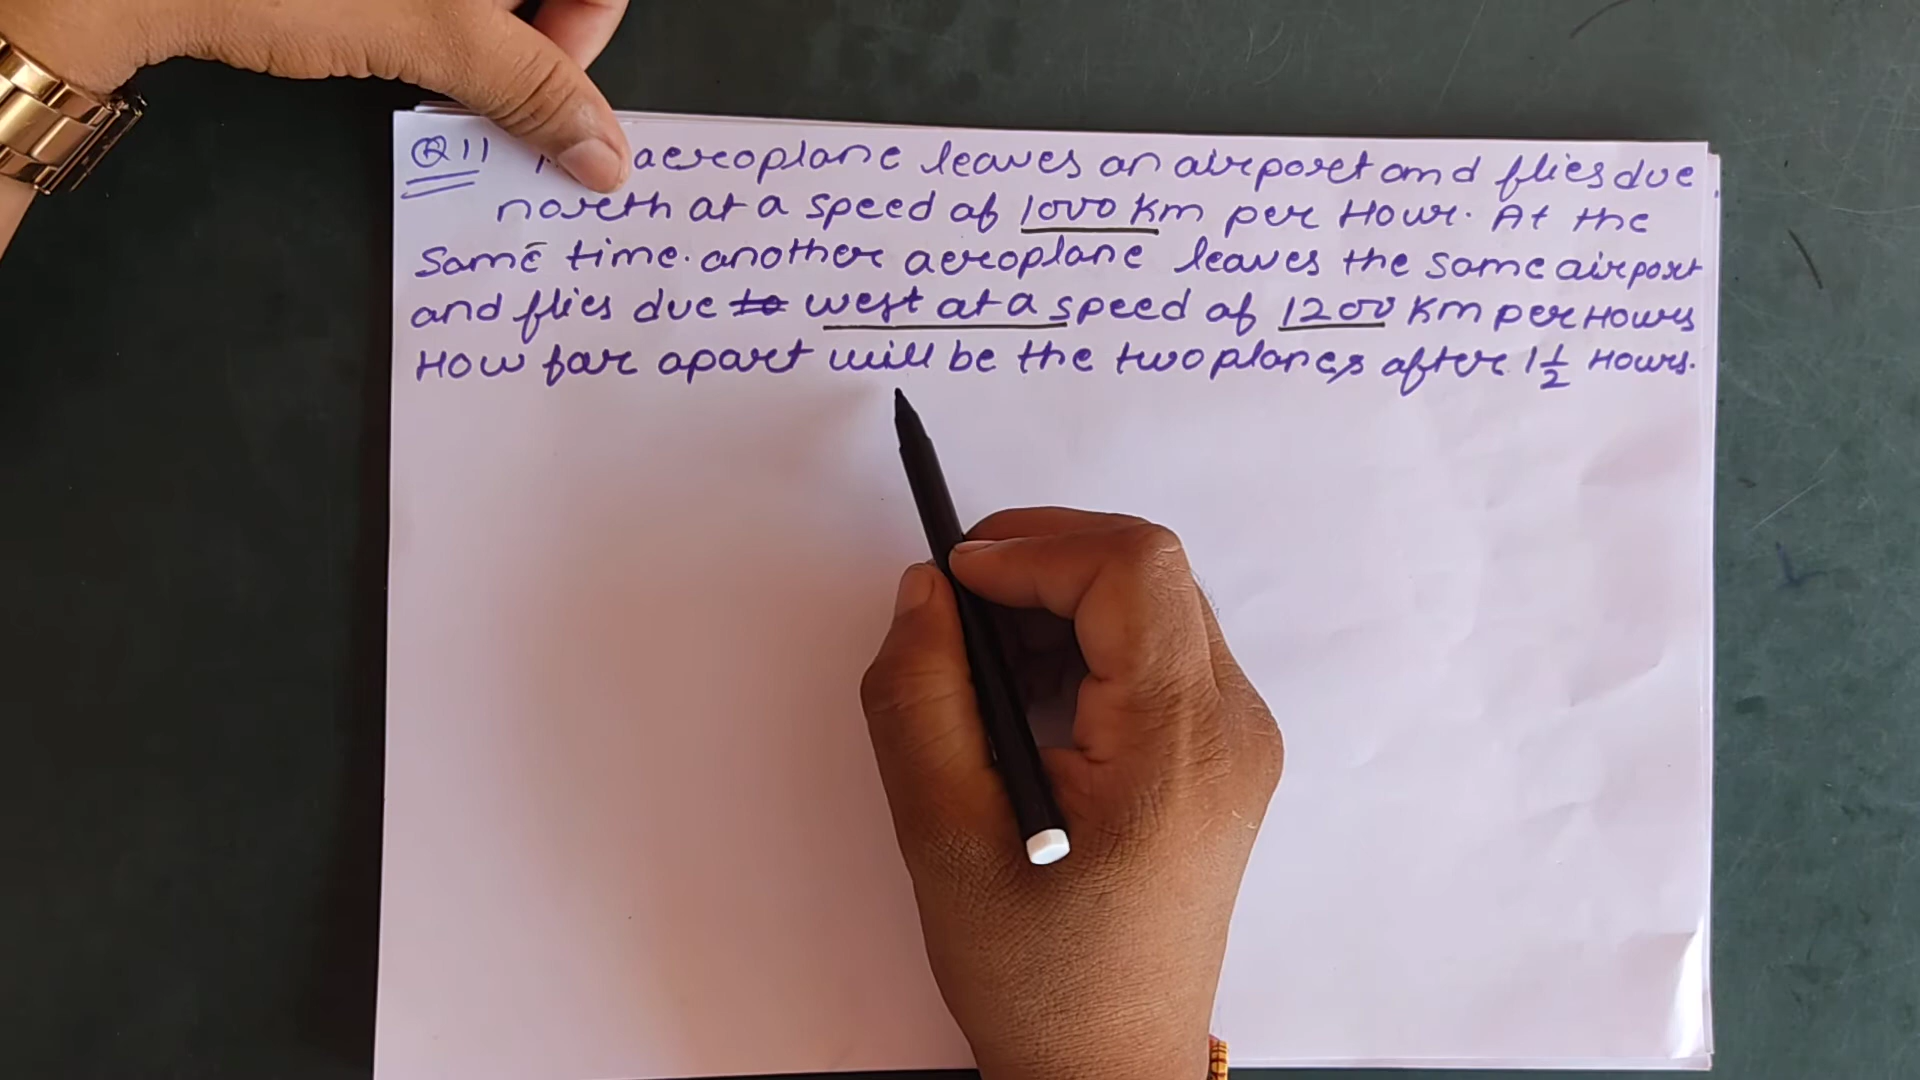 Q 11 aeroplane leaves an airport and flies due
north at a speed of 1000 Km per Hour. At the
Same time. another aeroplane leaves the same airport
and flies due to west at a speed of 1200 Km per Hours
How far apart will be the two planes after 1 1/2 Hours.